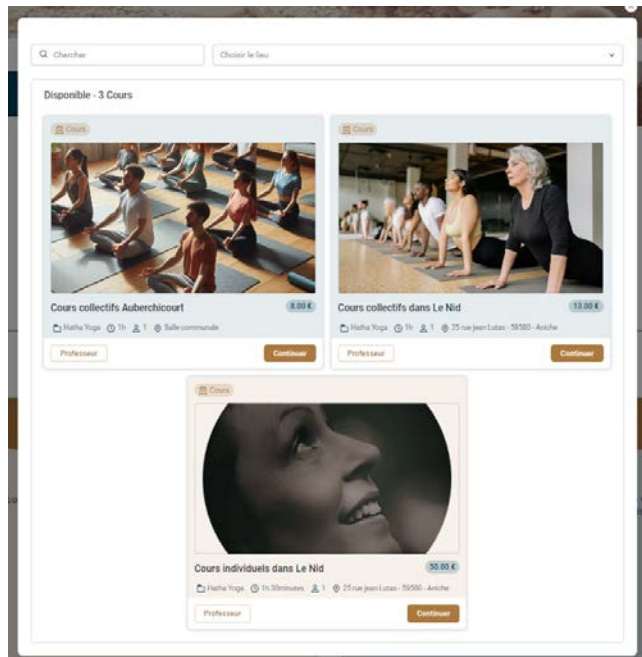 Chercher
Choisir le lieu
Disponible - 3 Cours
Cours
Cours
Cours collectifs Auberchicourt
8.00 €
Cours collectifs dans Le Nid
13.00 €
Hatha Yoga 1h 1 Salle communale
Hatha Yoga 1h 1 25 rue jean Lutas - 59580 - Aniche
Professeur
Continuer
Professeur
Continuer
Cours
Cours individuels dans Le Nid
50.00 €
Hatha Yoga 1h 30minutes 1 25 rue jean Lutas - 59580 - Aniche
Professeur
Continuer